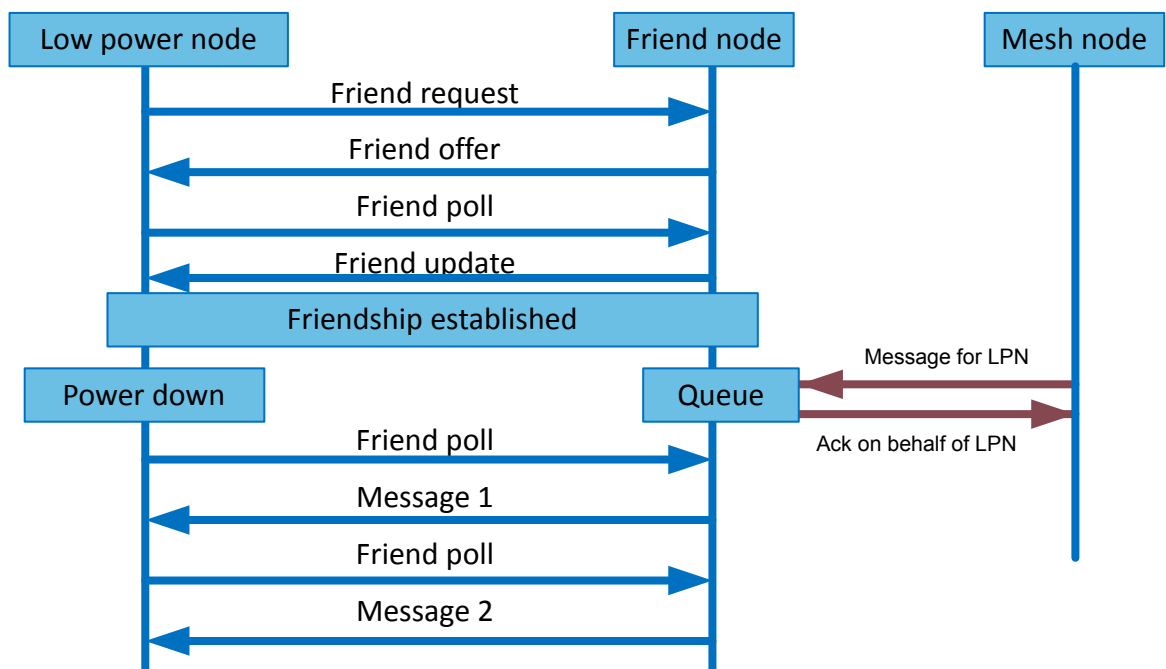 Low power node
Friend node
Mesh node
Friend request
Friend offer
Friend poll
Friend update
Friendship established
Message for LPN
Power down
Queue
Ack on behalf of LPN
Friend poll
Message 1
Friend poll
Message 2